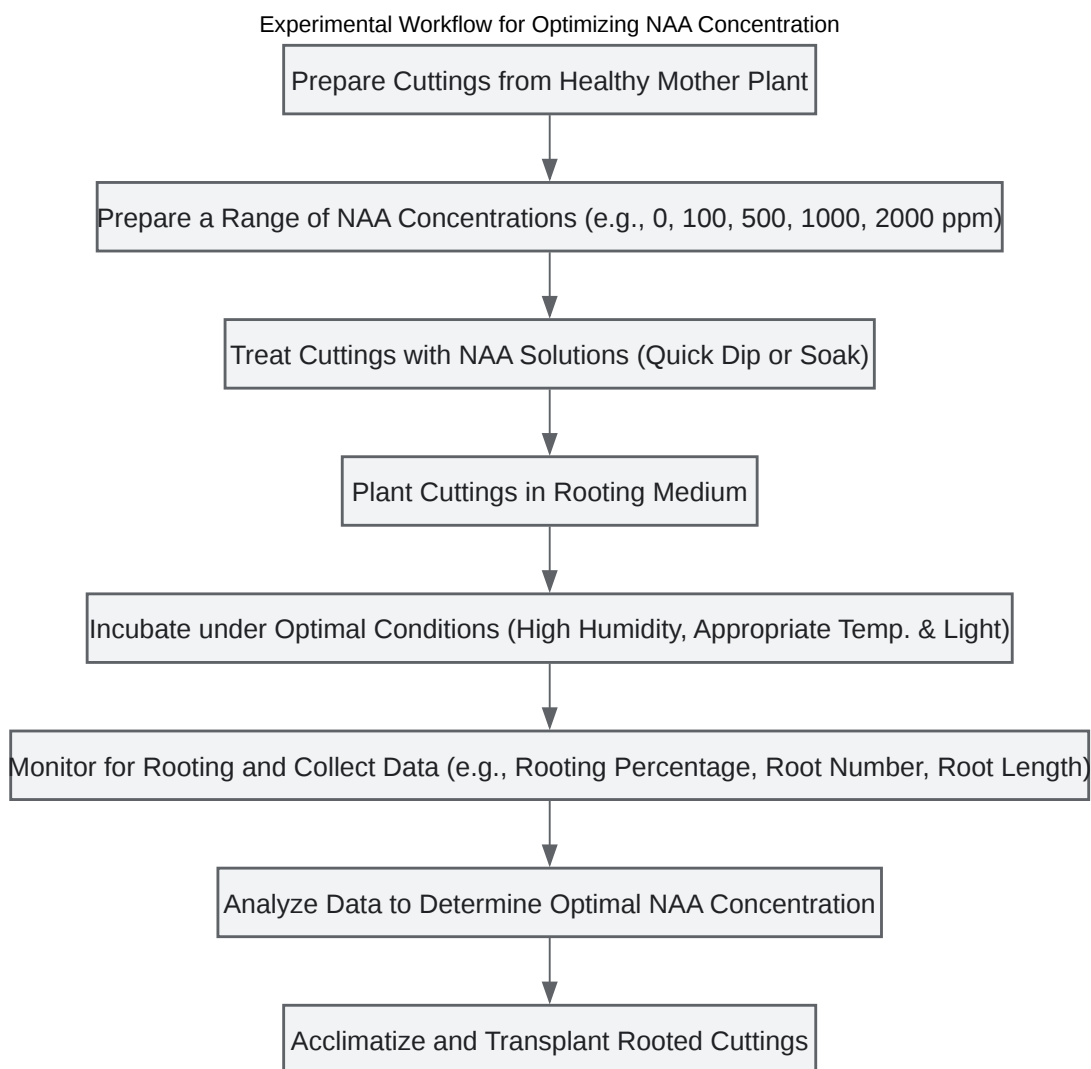 Experimental Workflow for Optimizing NAA Concentration
Prepare Cuttings from Healthy Mother Plant
Prepare a Range of NAA Concentrations (e.g., 0, 100, 500, 1000, 2000 ppm)
Treat Cuttings with NAA Solutions (Quick Dip or Soak)
Plant Cuttings in Rooting Medium
Incubate under Optimal Conditions (High Humidity, Appropriate Temp. & Light)
Monitor for Rooting and Collect Data (e.g., Rooting Percentage, Root Number, Root Length)
Analyze Data to Determine Optimal NAA Concentration
Acclimatize and Transplant Rooted Cuttings